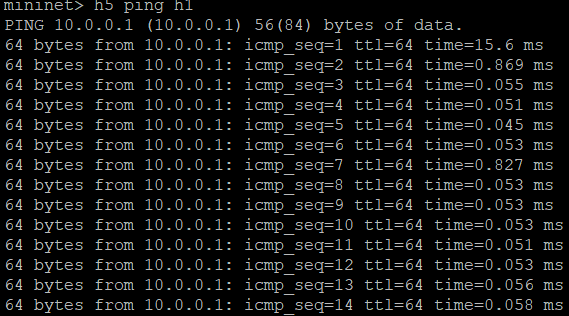 mininet> h5 ping h1
PING 10.0.0.1 (10.0.0.1) 56(84) bytes of data.
64 bytes from 10.0.0.1: icmp_seq=1 ttl=64 time=15.6 ms
64 bytes from 10.0.0.1: icmp_seq=2 ttl=64 time=0.869 ms
64 bytes from 10.0.0.1: icmp_seq=3 ttl=64 time=0.055 ms
64 bytes from 10.0.0.1: icmp_seq=4 ttl=64 time=0.051 ms
64 bytes from 10.0.0.1: icmp_seq=5 ttl=64 time=0.045 ms
64 bytes from 10.0.0.1: icmp_seq=6 ttl=64 time=0.053 ms
64 bytes from 10.0.0.1: icmp_seq=7 ttl=64 time=0.827 ms
64 bytes from 10.0.0.1: icmp_seq=8 ttl=64 time=0.053 ms
64 bytes from 10.0.0.1: icmp_seq=9 ttl=64 time=0.053 ms
64 bytes from 10.0.0.1: icmp_seq=10 ttl=64 time=0.053 ms
64 bytes from 10.0.0.1: icmp_seq=11 ttl=64 time=0.051 ms
64 bytes from 10.0.0.1: icmp_seq=12 ttl=64 time=0.053 ms
64 bytes from 10.0.0.1: icmp_seq=13 ttl=64 time=0.056 ms
64 bytes from 10.0.0.1: icmp_seq=14 ttl=64 time=0.058 ms